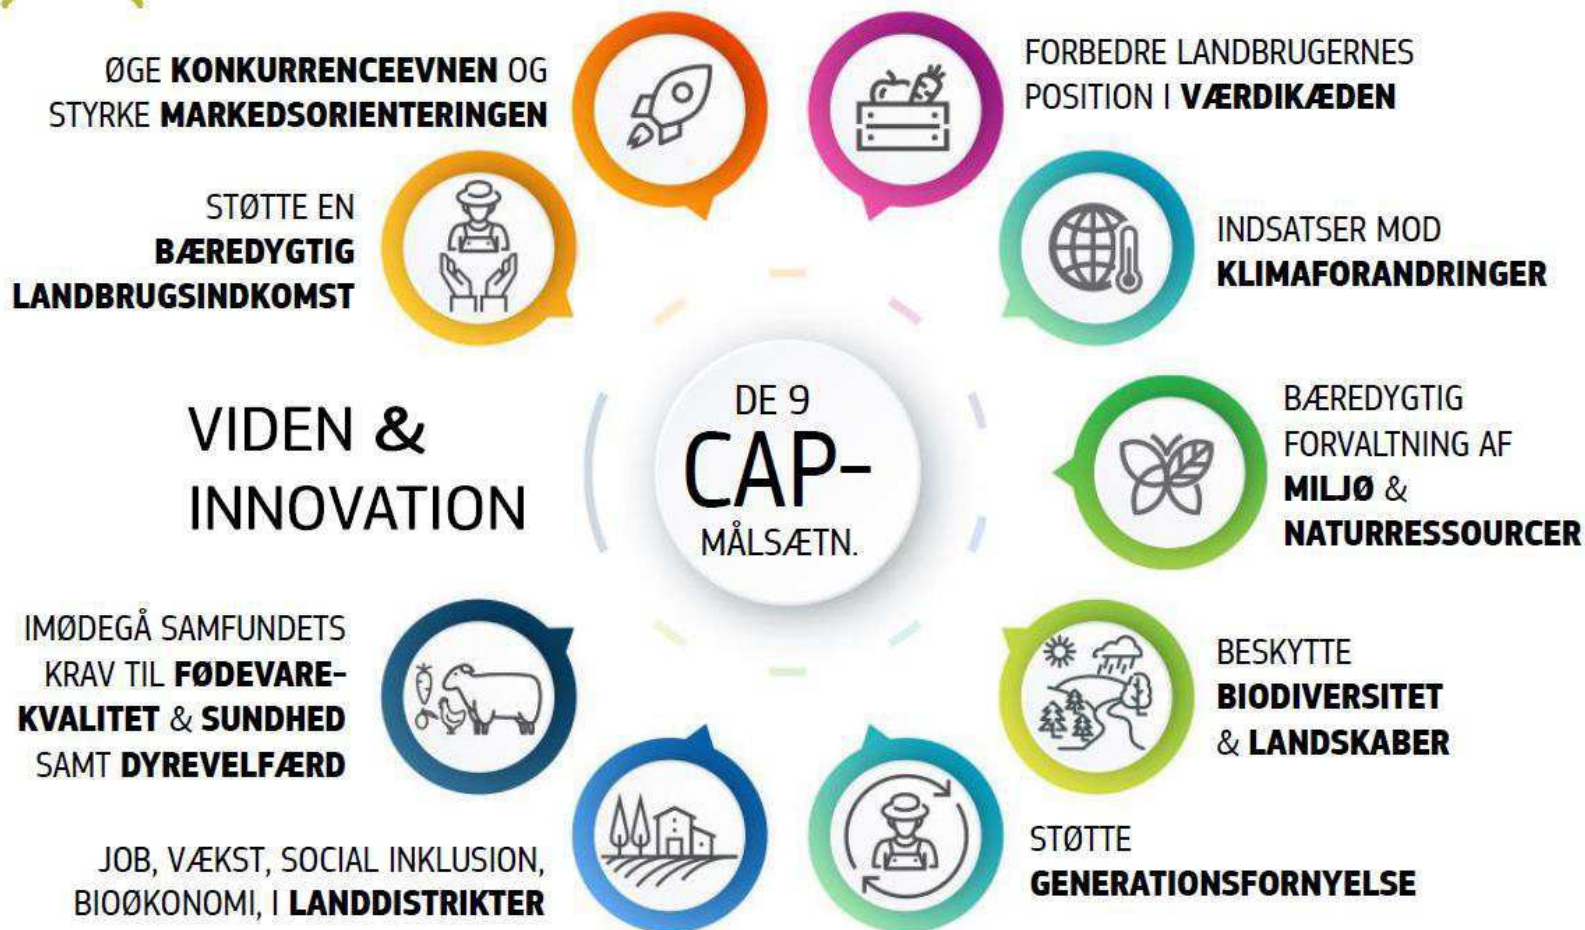 ØGE KONKURRENCEEVNEN OG
STYRKE MARKEDSORIENTERINGEN
FORBEDRE LANDBRUGERNES
POSITION I VÆRDIKÆDEN
STØTTE EN
BÆREDYGTIG
LANDBRUGSINDKOMST
INDSATSER MOD
KLIMAFORANDRINGER
VIDEN &
INNOVATION
DE 9
CAP-
MÅLSÆTN.
BÆREDYGTIG
FORVALTNING AF
MILJØ &
NATURRESSOURCER
IMØDEGÅ SAMFUNDETS
KRAV TIL FØDEVARE-
KVALITET & SUNDHED
SAMT DYREVELFÆRD
BESKYTTE
BIODIVERSITET
& LANDSKABER
JOB, VÆKST, SOCIAL INKLUSION,
BIOØKONOMI, I LANDDISTRIKTER
STØTTE
GENERATIONSFORNYELSE